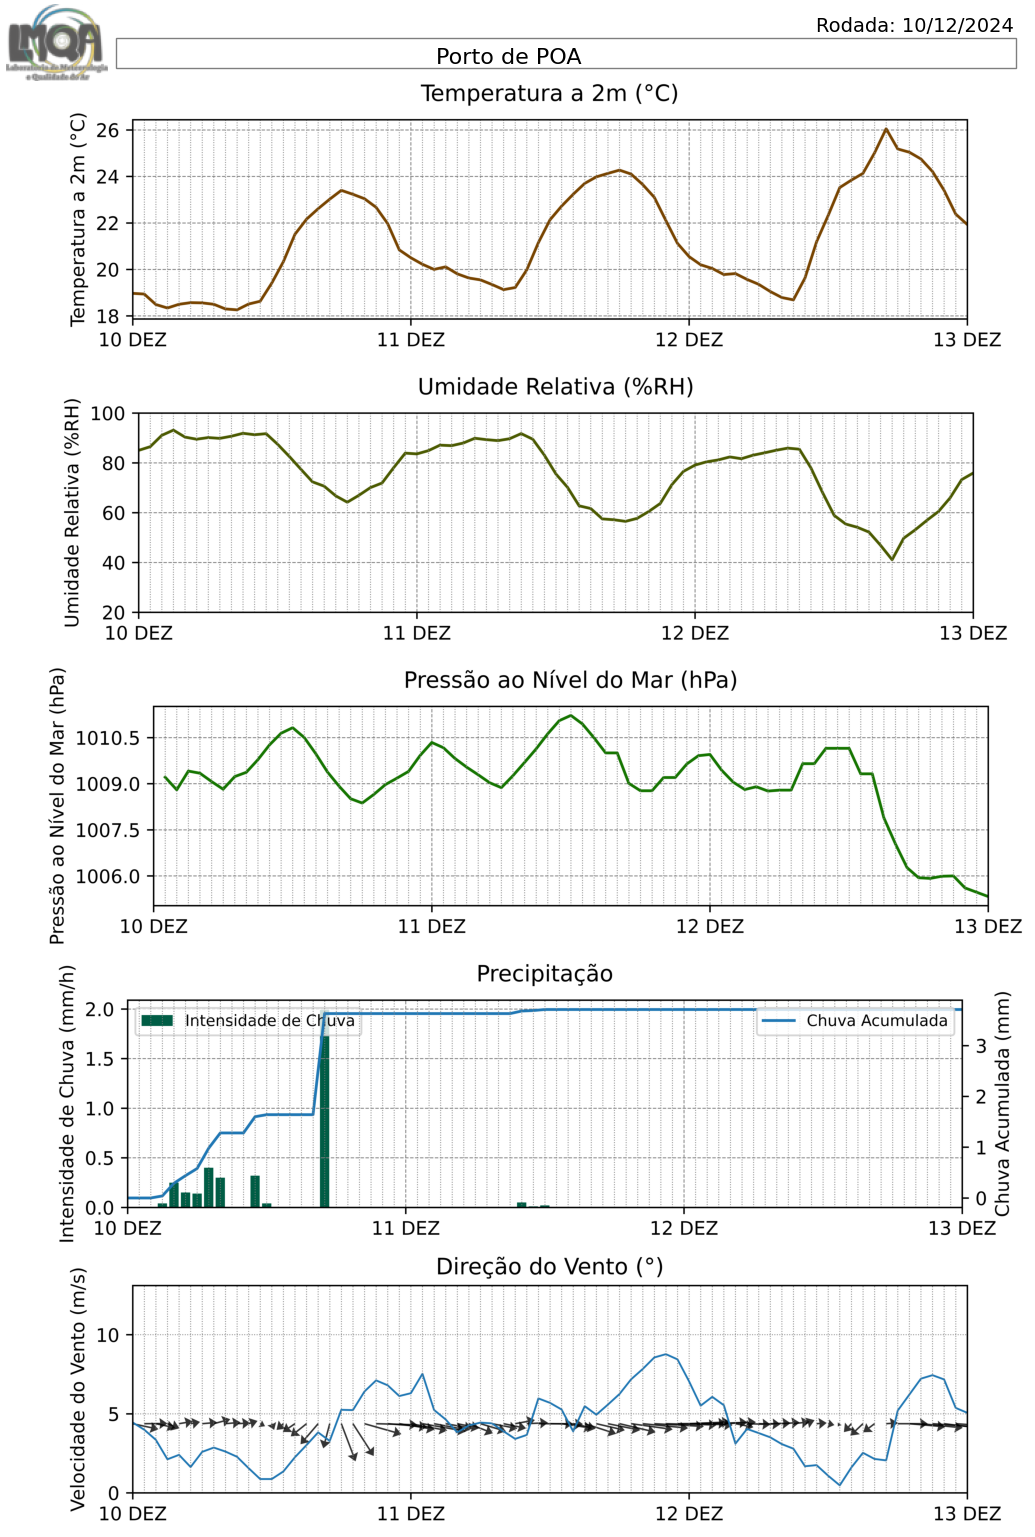 LMQA
Laboratório de Meteorologia
e Qualidade do Ar
Rodada: 10/12/2024
Porto de POA
Temperatura a 2m (°C)
Temperatura a 2m (°C)
26
24
22
20
18
10 DEZ 11 DEZ 12 DEZ 13 DEZ
Umidade Relativa (%RH)
Umidade Relativa (%RH)
100
80
60
40
20
10 DEZ 11 DEZ 12 DEZ 13 DEZ
Pressão ao Nível do Mar (hPa)
Pressão ao Nível do Mar (hPa)
1010.5
1009.0
1007.5
1006.0
10 DEZ 11 DEZ 12 DEZ 13 DEZ
Precipitação
Intensidade de Chuva (mm/h)
2.0
1.5
1.0
0.5
0.0
Intensidade de Chuva
Chuva Acumulada
3
2
1
0
Chuva Acumulada (mm)
10 DEZ 11 DEZ 12 DEZ 13 DEZ
Direção do Vento (°)
Velocidade do Vento (m/s)
10
5
0
10 DEZ 11 DEZ 12 DEZ 13 DEZ